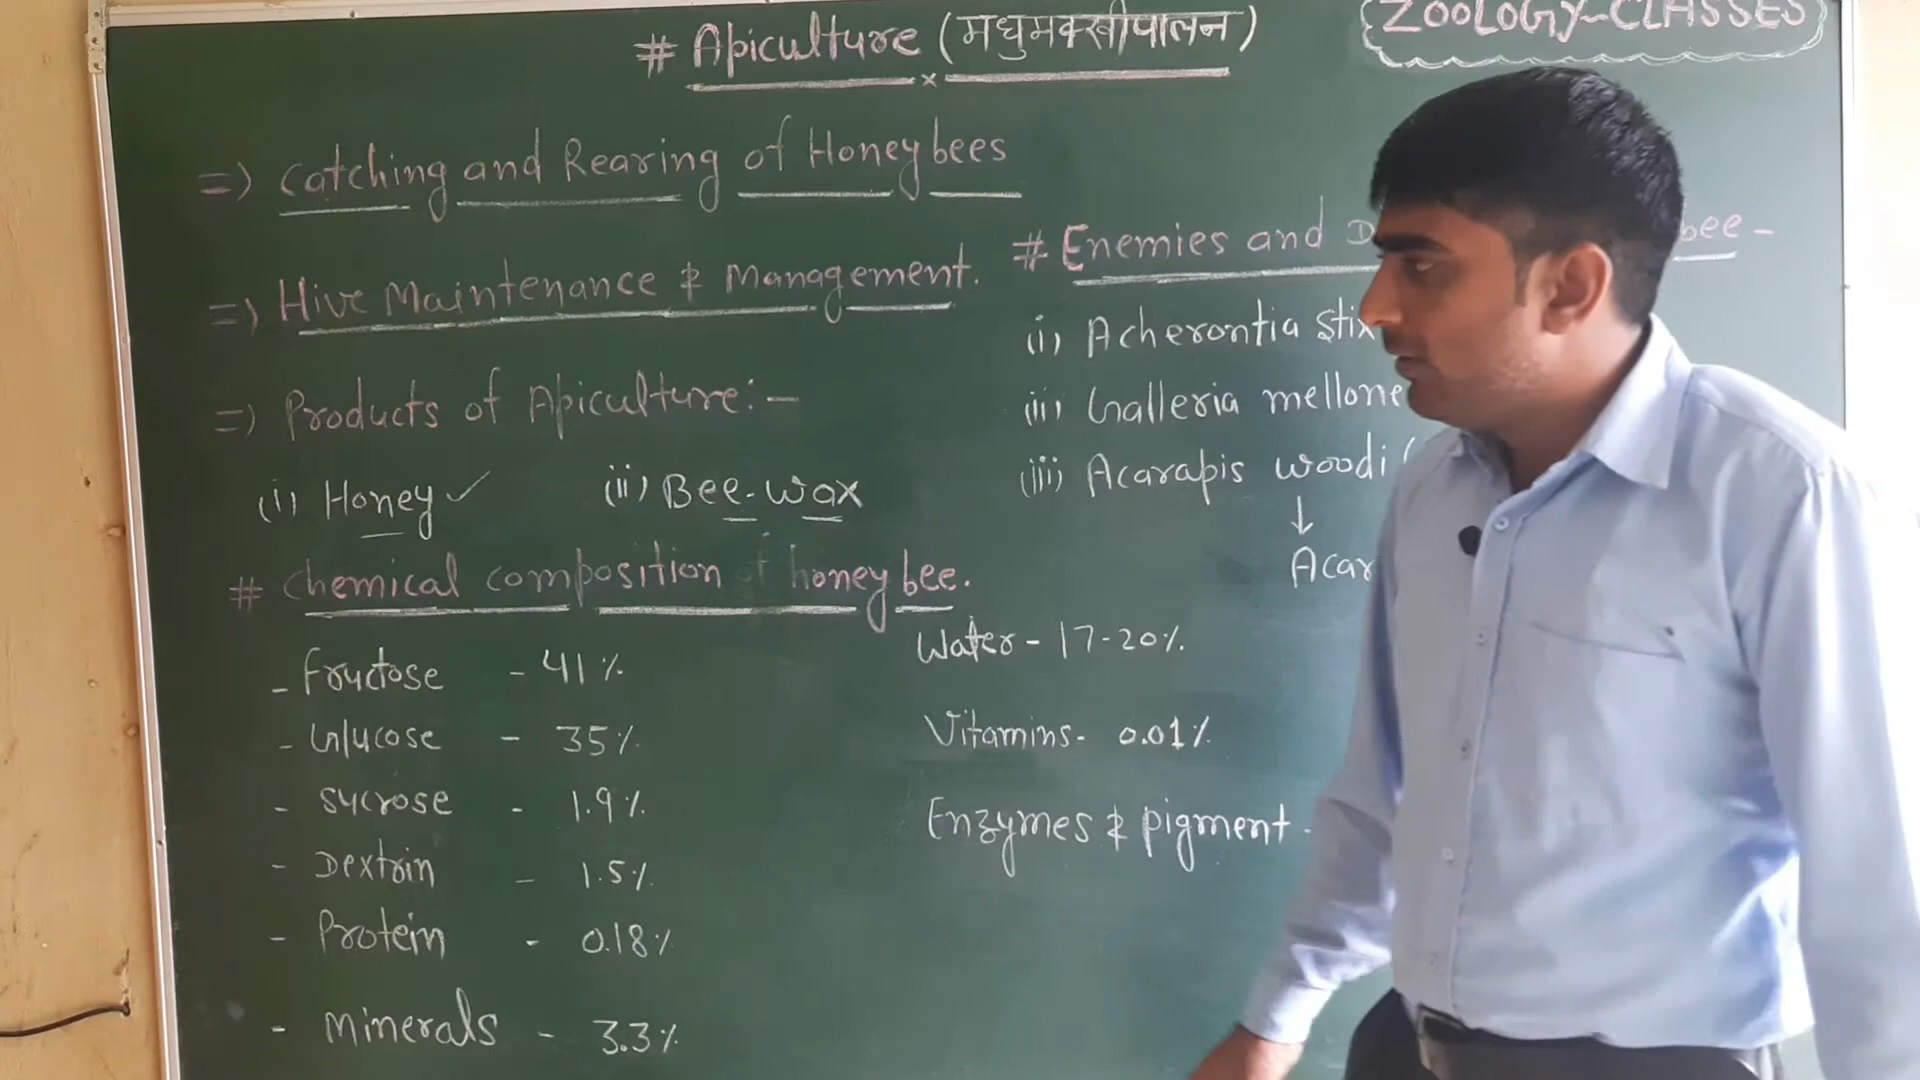 # Apiculture (मधुमक्खीपालन)
ZOOLOGY-CLASSES
=) Catching and Rearing of Honey bees
=) Hive Maintenance & Management.
=) Products of Apiculture:-
(i) Honey ✓ (ii) Bee-wax
# Chemical composition of honey bee.
- Fructose - 41%
- Glucose - 35%
- Sucrose - 1.9%
- Dextrin - 1.5%
- Protein - 0.18%
- Minerals - 3.3%
# Enemies and bee -
(i) Acherontia
(ii) Galleria
(iii) Acarapis woodi (
↓
Water - 17-20%
Vitamins - 0.01%
Enzymes & pigment -